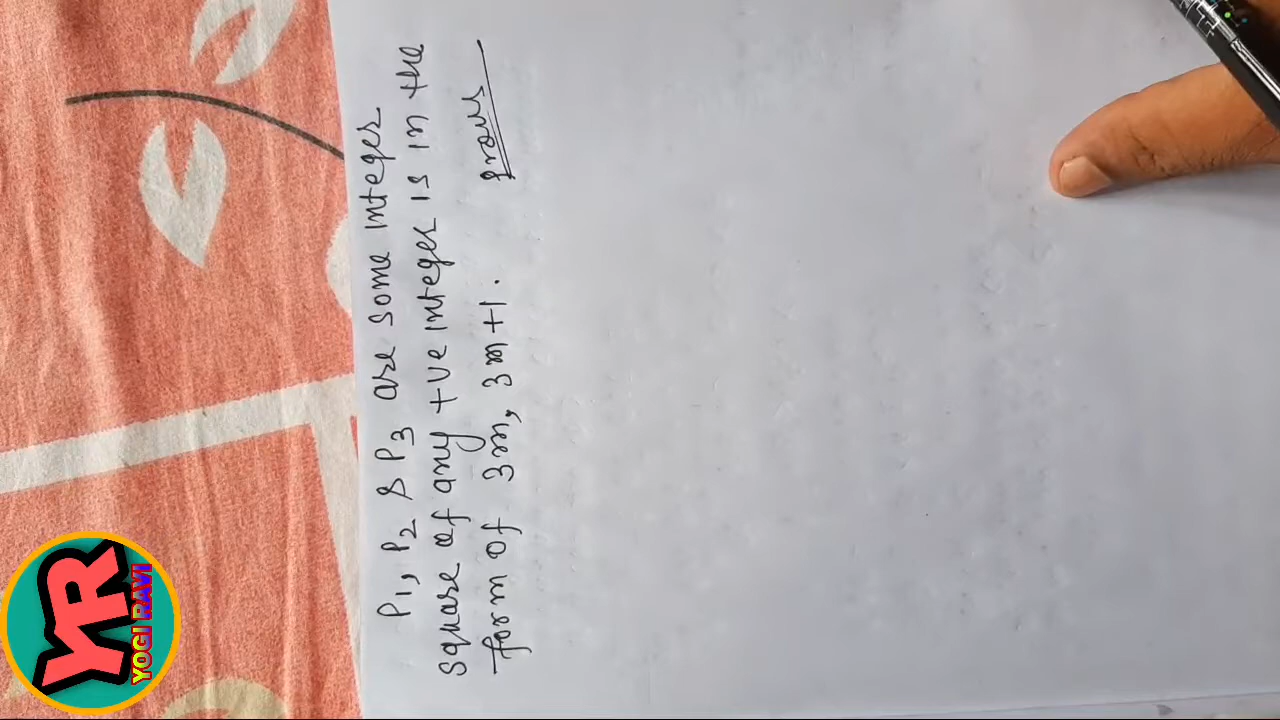 P1, P2 & P3 are some integer
square of any +ve integer is in the
form of 3m, 3m+1. proved
YR
YOGI RAVI